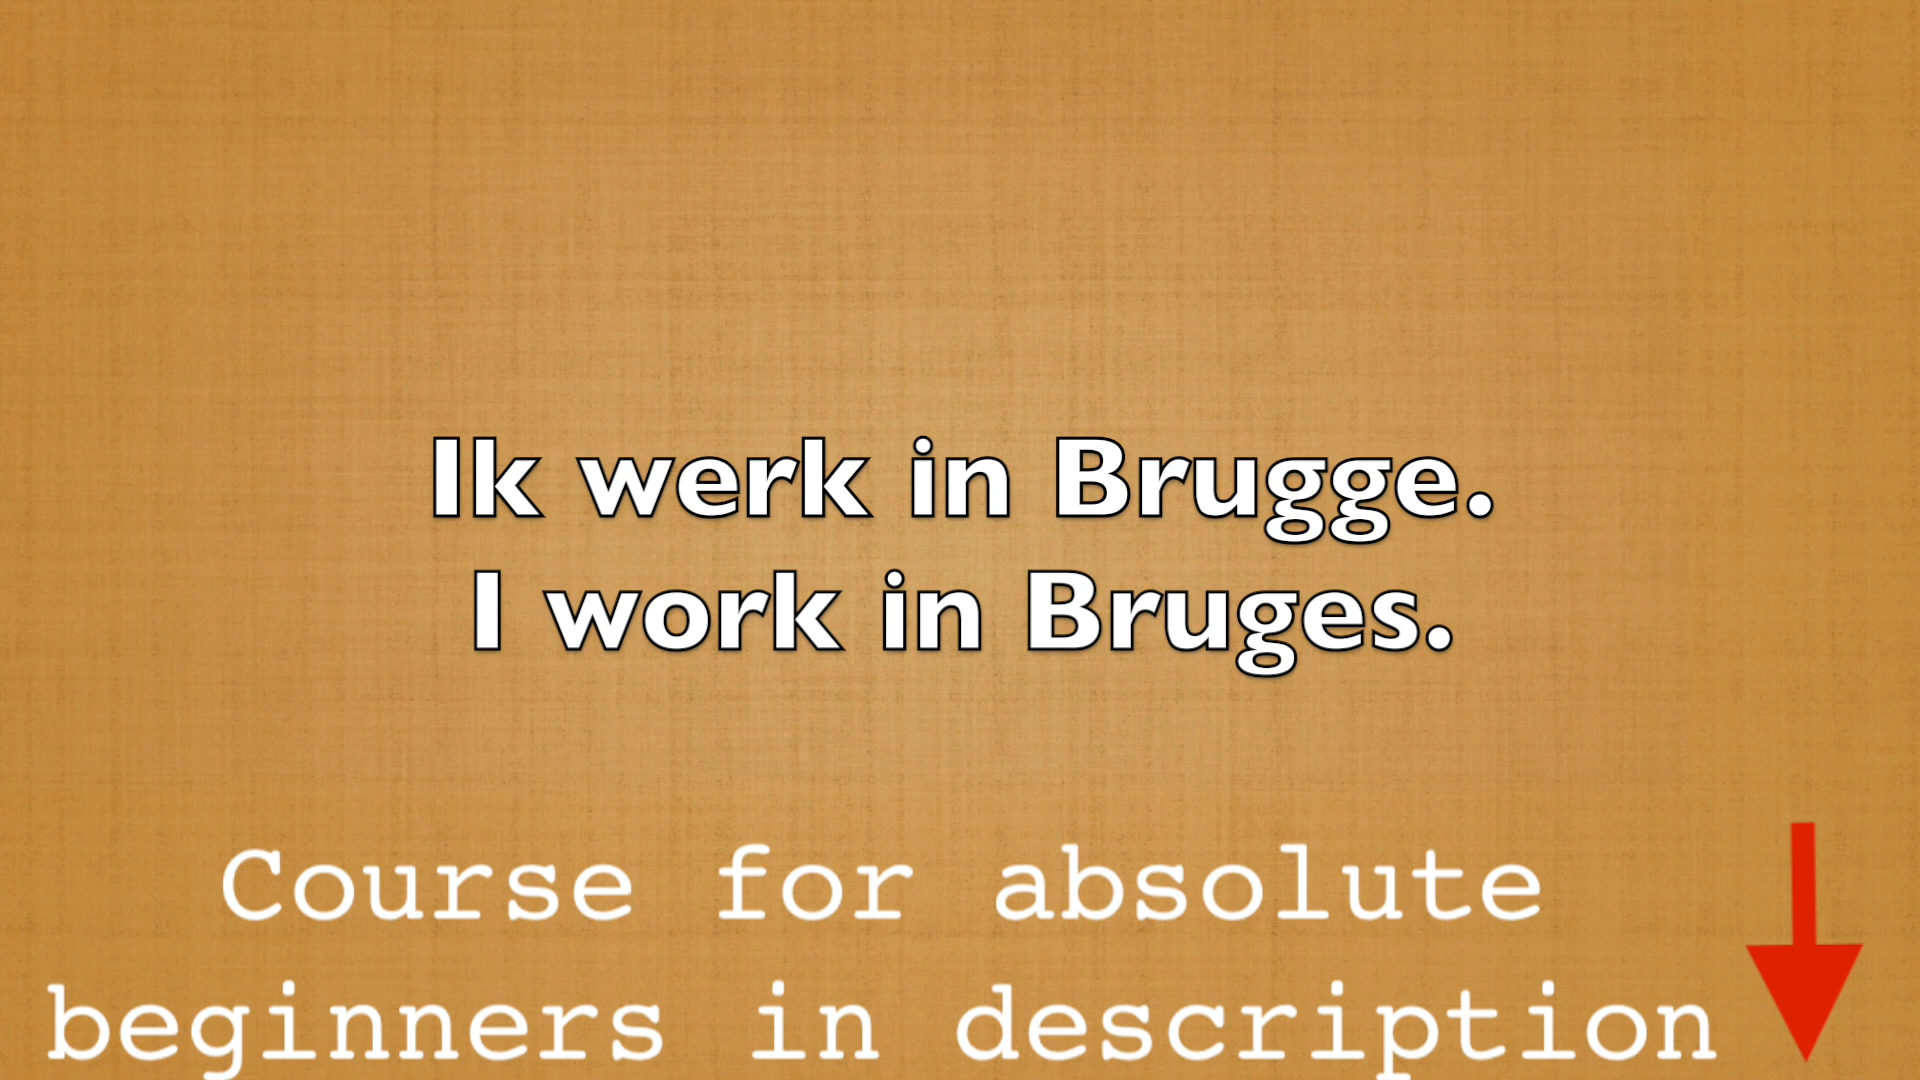 Ik werk in Brugge.
I work in Bruges.
Course for absolute
beginners in description